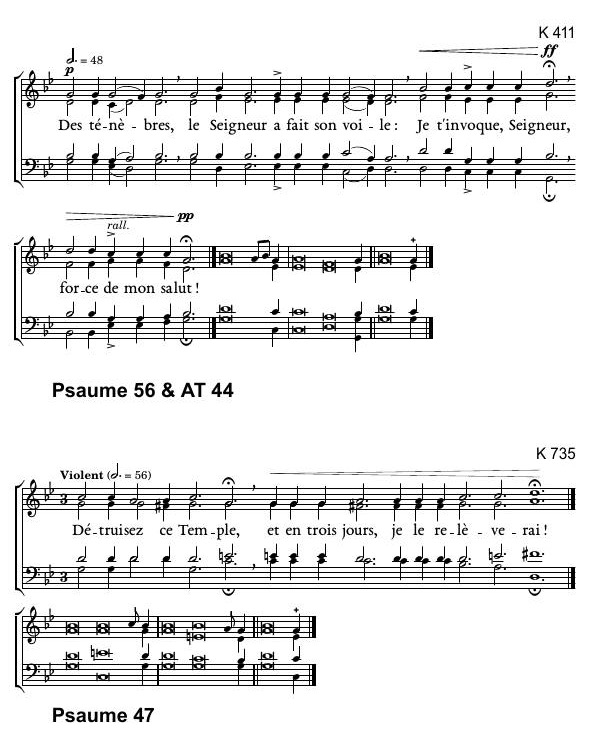 K 411
𝅗𝅥. = 48
p
ff
Des té-nè-bres, le Seigneur a fait son voi-le: Je t'invoque, Seigneur,
rall.
pp
for-ce de mon salut !
Psaume 56 & AT 44
K 735
Violent (𝅗𝅥. = 56)
3
Dé-truisez ce Tem-ple, et en trois jours, je le re-lè-ve-rai !
3
Psaume 47